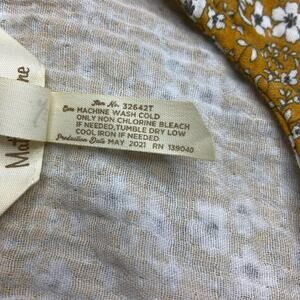 Item No. 32642T
Care MACHINE WASH COLD
ONLY NON CHLORINE BLEACH
IF NEEDED, TUMBLE DRY LOW
COOL IRON IF NEEDED
Production Date MAY 2021 RN 139040